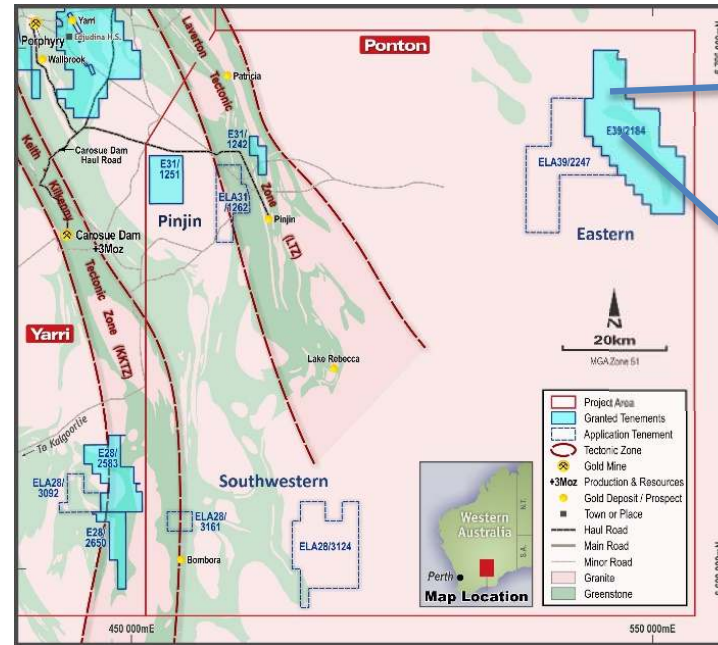 Yarri
Edjudina H.S.
Porphyry
Wallbrook
Laverton
Tectonic
Zone
(LTZ)
Ponton
Patricia
E31/
1242
Carosue Dam
Haul Road
E31/
1251
ELA31
/1262
Pinjin
Pinjin
Keith
Kilkenny
Tectonic
Zone
(KKTZ)
Carosue Dam
+3Moz
Yarri
E39/2184
ELA39/2247
Eastern
N
20km
MGA Zone 51
Lake Rebecca
To Kalgoorlie
E28/
2583
ELA28/
3092
E28/
2650
Southwestern
ELA28/
3161
Bombora
ELA28/3124
Western
Australia
N.T.
S.A.
Perth
Map Location
Project Area
Granted Tenements
Application Tenement
Tectonic Zone
Gold Mine
+3Moz Production & Resources
Gold Deposit / Prospect
Town or Place
Haul Road
Main Road
Minor Road
Granite
Greenstone
450 000mE
550 000mE